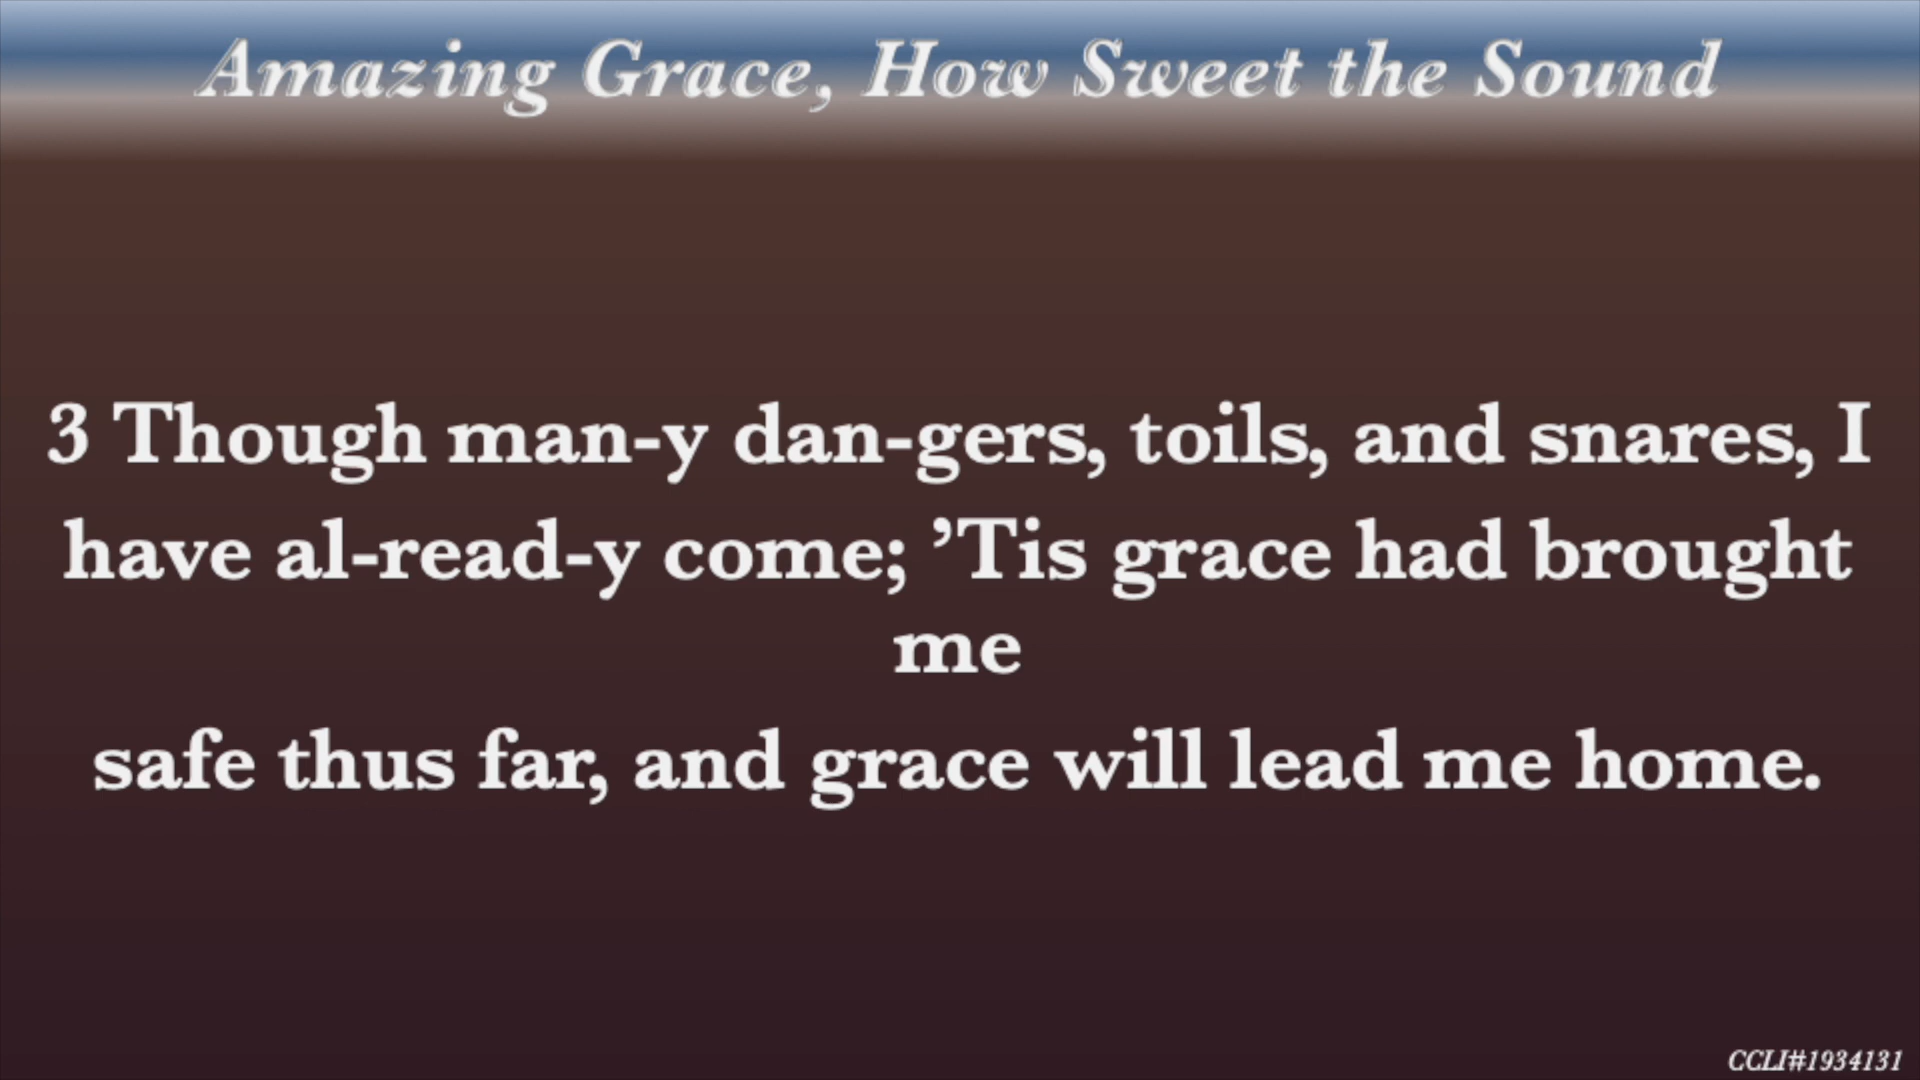 Amazing Grace, How Sweet the Sound
3 Though man-y dan-gers, toils, and snares, I
have al-read-y come; ’Tis grace had brought
me
safe thus far, and grace will lead me home.
CCLI#1934131